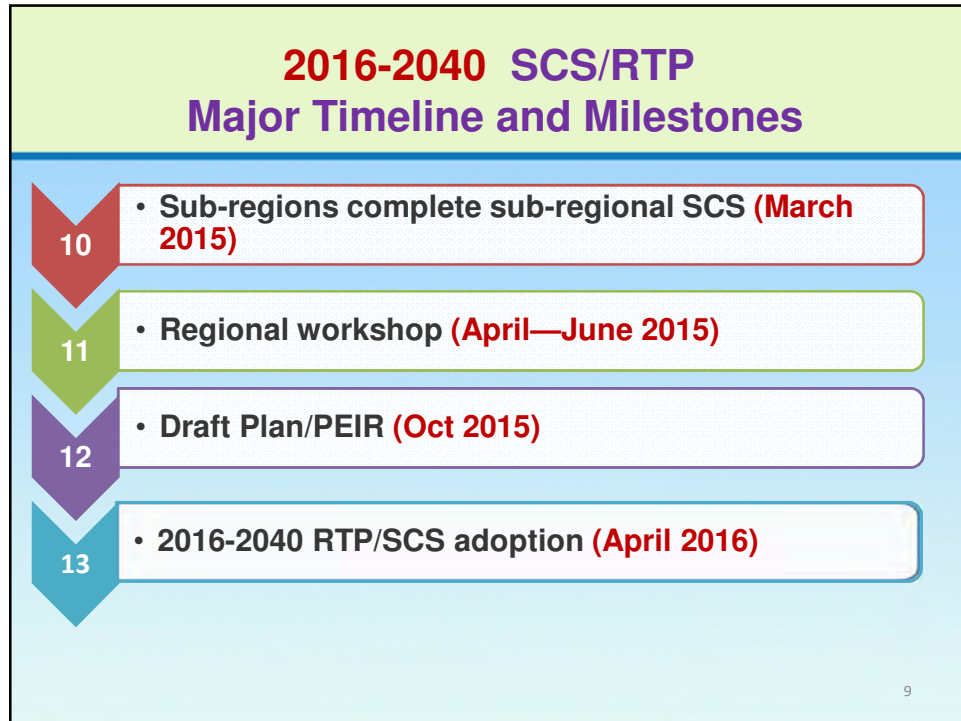 2016-2040 SCS/RTP
Major Timeline and Milestones
10
• Sub-regions complete sub-regional SCS (March
2015)
11
• Regional workshop (April—June 2015)
12
• Draft Plan/PEIR (Oct 2015)
13
• 2016-2040 RTP/SCS adoption (April 2016)
9